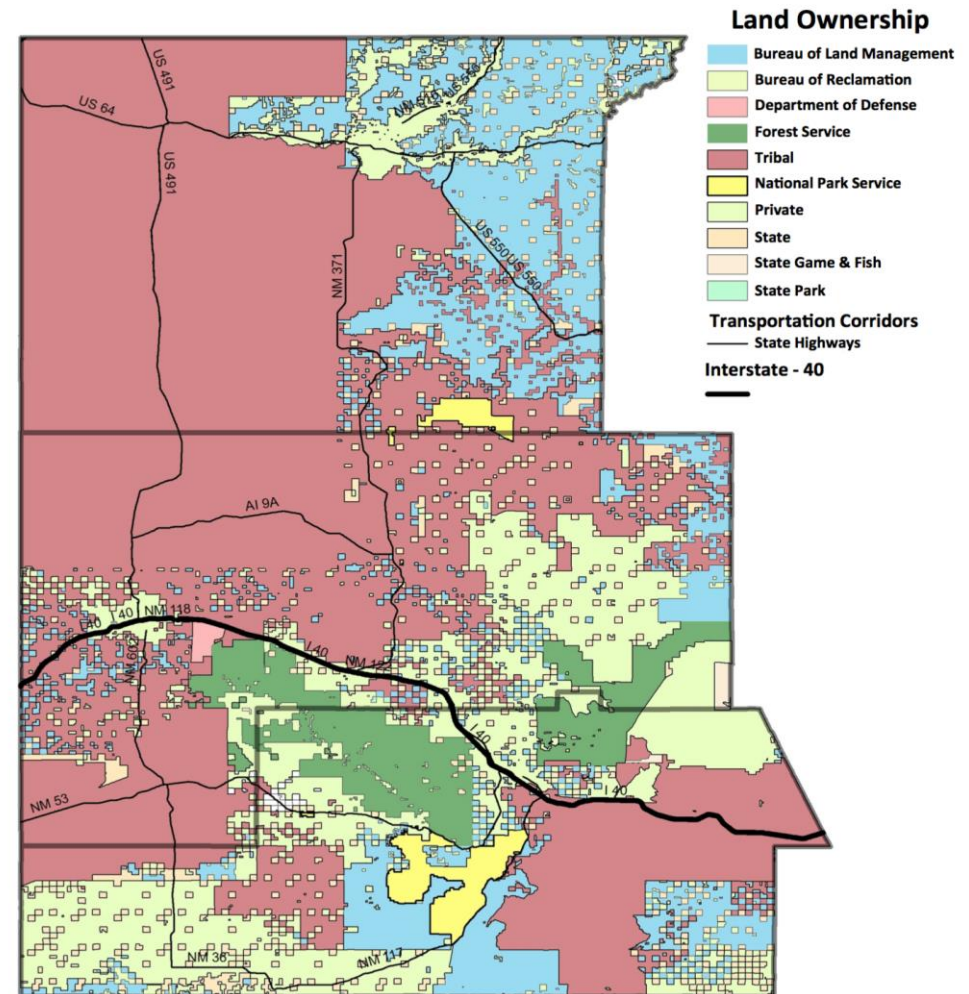 Land Ownership
Bureau of Land Management
Bureau of Reclamation
Department of Defense
Forest Service
Tribal
National Park Service
Private
State
State Game & Fish
State Park
Transportation Corridors
State Highways
Interstate - 40
US 491
US 64
US 491
NM 371
US 550
US 550
AI 9A
I 40
I 40
NM 118
NM 602
I 40
I 40
I 40
NM 53
NM 36
NM 117